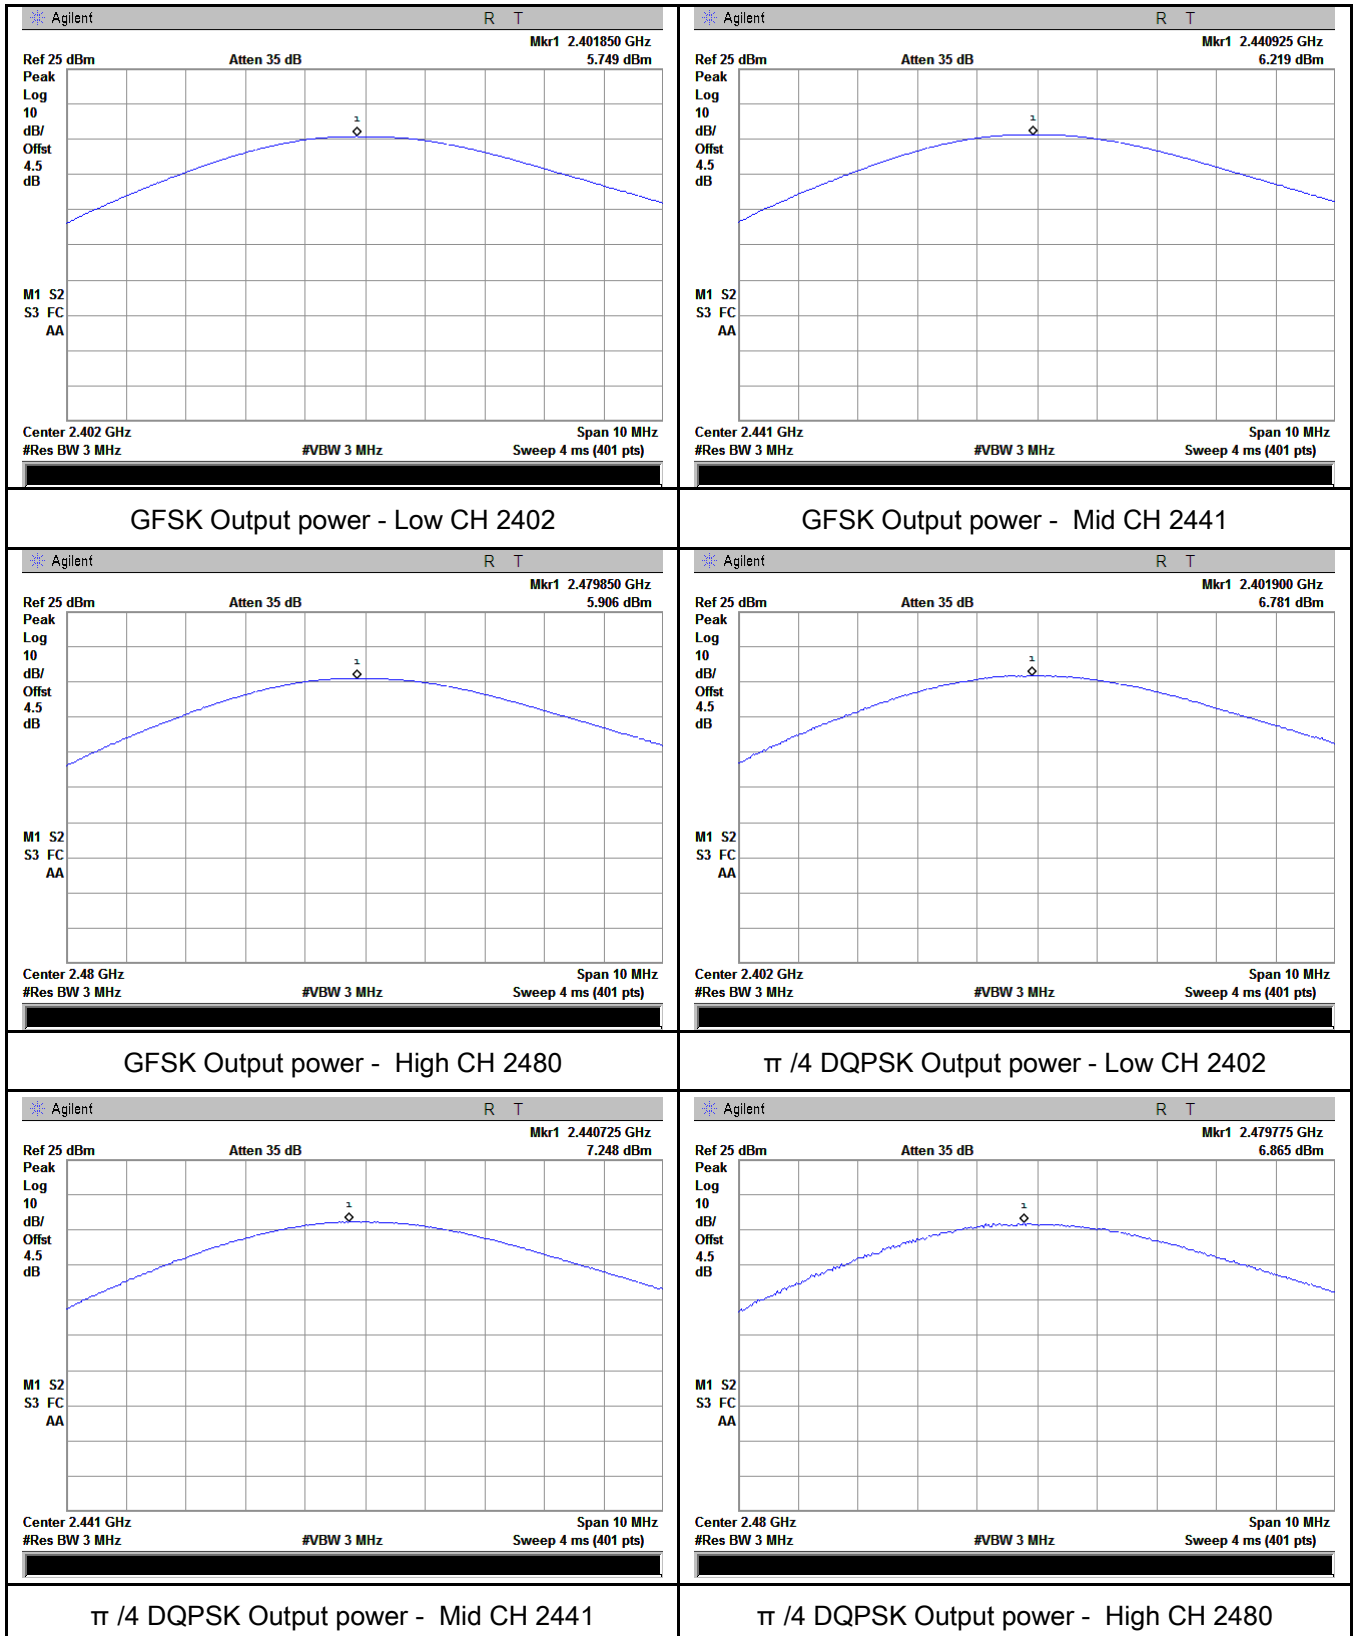 Agilent R T
Mkr1 2.401850 GHz
Ref 25 dBm Atten 35 dB 5.749 dBm
Peak
Log
10
dB/
Offst
4.5
dB
1
M1 S2
S3 FC
AA
Center 2.402 GHz Span 10 MHz
#Res BW 3 MHz #VBW 3 MHz Sweep 4 ms (401 pts)
GFSK Output power - Low CH 2402
Agilent R T
Mkr1 2.440925 GHz
Ref 25 dBm Atten 35 dB 6.219 dBm
Peak
Log
10
dB/
Offst
4.5
dB
1
M1 S2
S3 FC
AA
Center 2.441 GHz Span 10 MHz
#Res BW 3 MHz #VBW 3 MHz Sweep 4 ms (401 pts)
GFSK Output power - Mid CH 2441
Agilent R T
Mkr1 2.479850 GHz
Ref 25 dBm Atten 35 dB 5.906 dBm
Peak
Log
10
dB/
Offst
4.5
dB
1
M1 S2
S3 FC
AA
Center 2.48 GHz Span 10 MHz
#Res BW 3 MHz #VBW 3 MHz Sweep 4 ms (401 pts)
GFSK Output power - High CH 2480
Agilent R T
Mkr1 2.401900 GHz
Ref 25 dBm Atten 35 dB 6.781 dBm
Peak
Log
10
dB/
Offst
4.5
dB
1
M1 S2
S3 FC
AA
Center 2.402 GHz Span 10 MHz
#Res BW 3 MHz #VBW 3 MHz Sweep 4 ms (401 pts)
π /4 DQPSK Output power - Low CH 2402
Agilent R T
Mkr1 2.440725 GHz
Ref 25 dBm Atten 35 dB 7.248 dBm
Peak
Log
10
dB/
Offst
4.5
dB
1
M1 S2
S3 FC
AA
Center 2.441 GHz Span 10 MHz
#Res BW 3 MHz #VBW 3 MHz Sweep 4 ms (401 pts)
π /4 DQPSK Output power - Mid CH 2441
Agilent R T
Mkr1 2.479775 GHz
Ref 25 dBm Atten 35 dB 6.865 dBm
Peak
Log
10
dB/
Offst
4.5
dB
1
M1 S2
S3 FC
AA
Center 2.48 GHz Span 10 MHz
#Res BW 3 MHz #VBW 3 MHz Sweep 4 ms (401 pts)
π /4 DQPSK Output power - High CH 2480